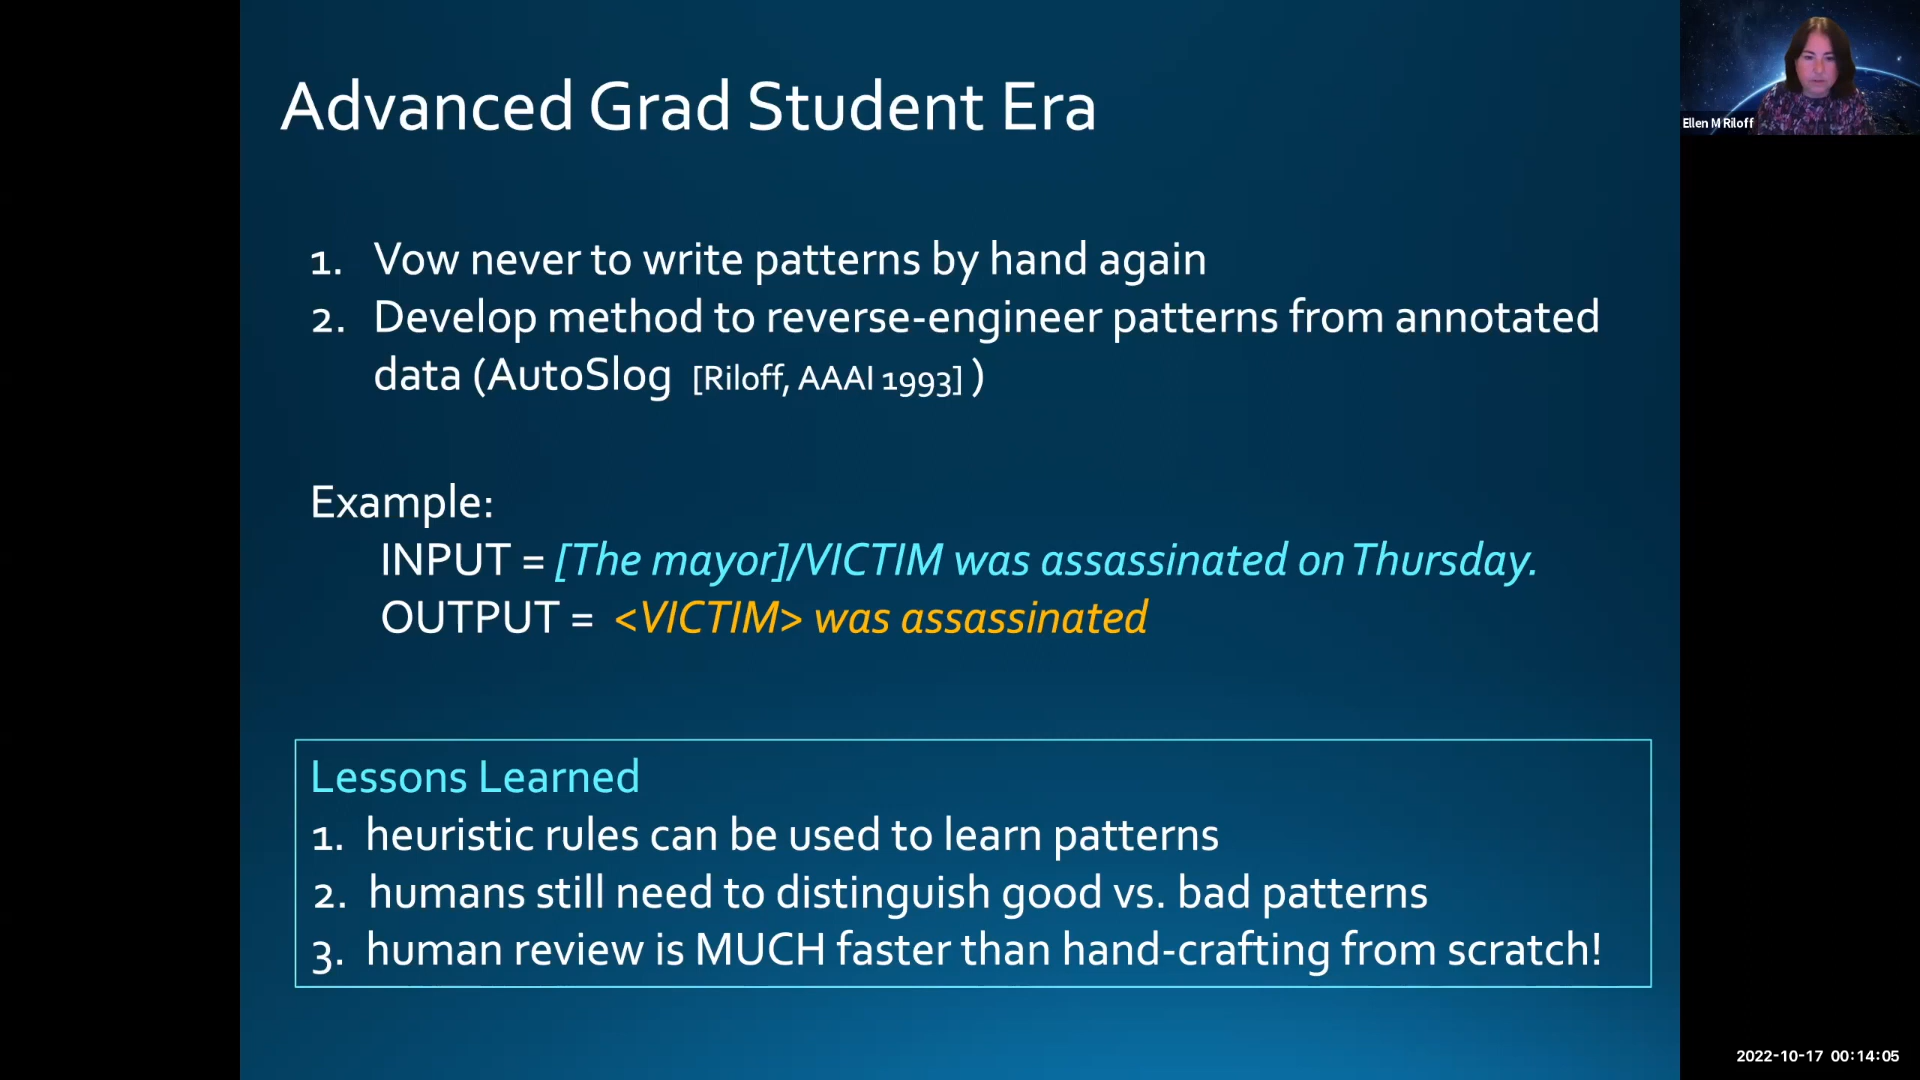 Advanced Grad Student Era
Ellen M Riloff
1. Vow never to write patterns by hand again
2. Develop method to reverse-engineer patterns from annotated
data (AutoSlog [Riloff, AAAI 1993] )
Example:
INPUT = [The mayor]/VICTIM was assassinated on Thursday.
OUTPUT = <VICTIM> was assassinated
Lessons Learned
1. heuristic rules can be used to learn patterns
2. humans still need to distinguish good vs. bad patterns
3. human review is MUCH faster than hand-crafting from scratch!
2022-10-17 00:14:05